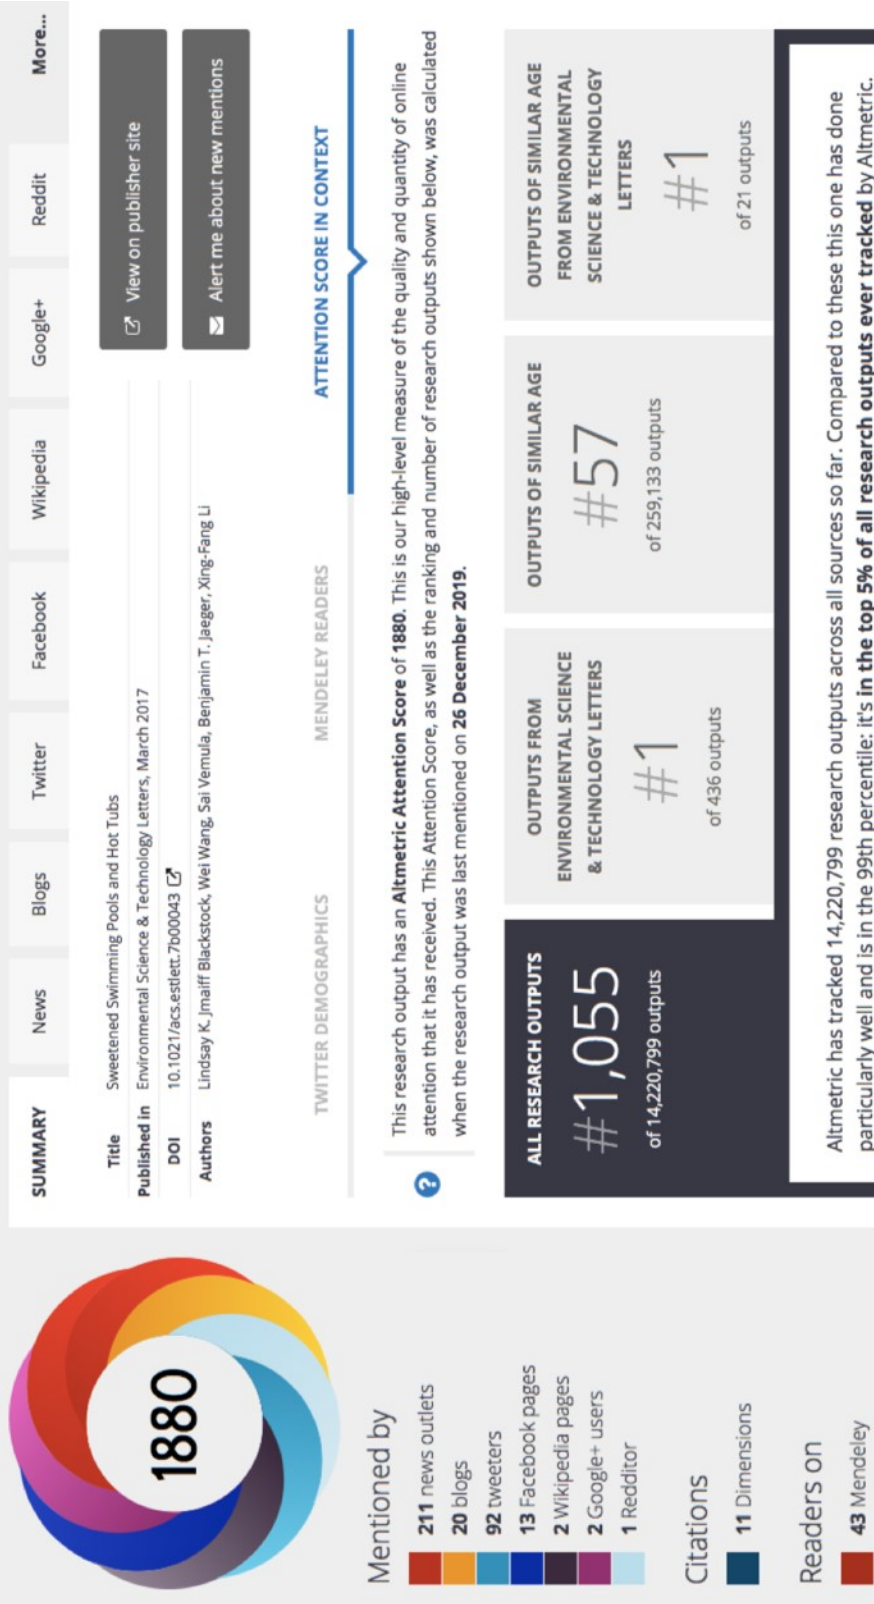 1880
Mentioned by
211 news outlets
20 blogs
92 tweeters
13 Facebook pages
2 Wikipedia pages
2 Google+ users
1 Redditor
Citations
11 Dimensions
Readers on
43 Mendeley
SUMMARY News Blogs Twitter Facebook Wikipedia Google+ Reddit More...
Title Sweetened Swimming Pools and Hot Tubs
Published in Environmental Science & Technology Letters, March 2017
DOI 10.1021/acs.estlett.7b00043
Authors Lindsay K. Jmaiff Blackstock, Wei Wang, Sai Vemula, Benjamin T. Jaeger, Xing-Fang Li
View on publisher site
Alert me about new mentions
TWITTER DEMOGRAPHICS MENDELEY READERS ATTENTION SCORE IN CONTEXT
?
This research output has an Altmetric Attention Score of 1880. This is our high-level measure of the quality and quantity of online
attention that it has received. This Attention Score, as well as the ranking and number of research outputs shown below, was calculated
when the research output was last mentioned on 26 December 2019.
ALL RESEARCH OUTPUTS
#1,055
of 14,220,799 outputs
OUTPUTS FROM
ENVIRONMENTAL SCIENCE
& TECHNOLOGY LETTERS
#1
of 436 outputs
OUTPUTS OF SIMILAR AGE
#57
of 259,133 outputs
OUTPUTS OF SIMILAR AGE
FROM ENVIRONMENTAL
SCIENCE & TECHNOLOGY
LETTERS
#1
of 21 outputs
Altmetric has tracked 14,220,799 research outputs across all sources so far. Compared to these this one has done
particularly well and is in the 99th percentile: it's in the top 5% of all research outputs ever tracked by Altmetric.